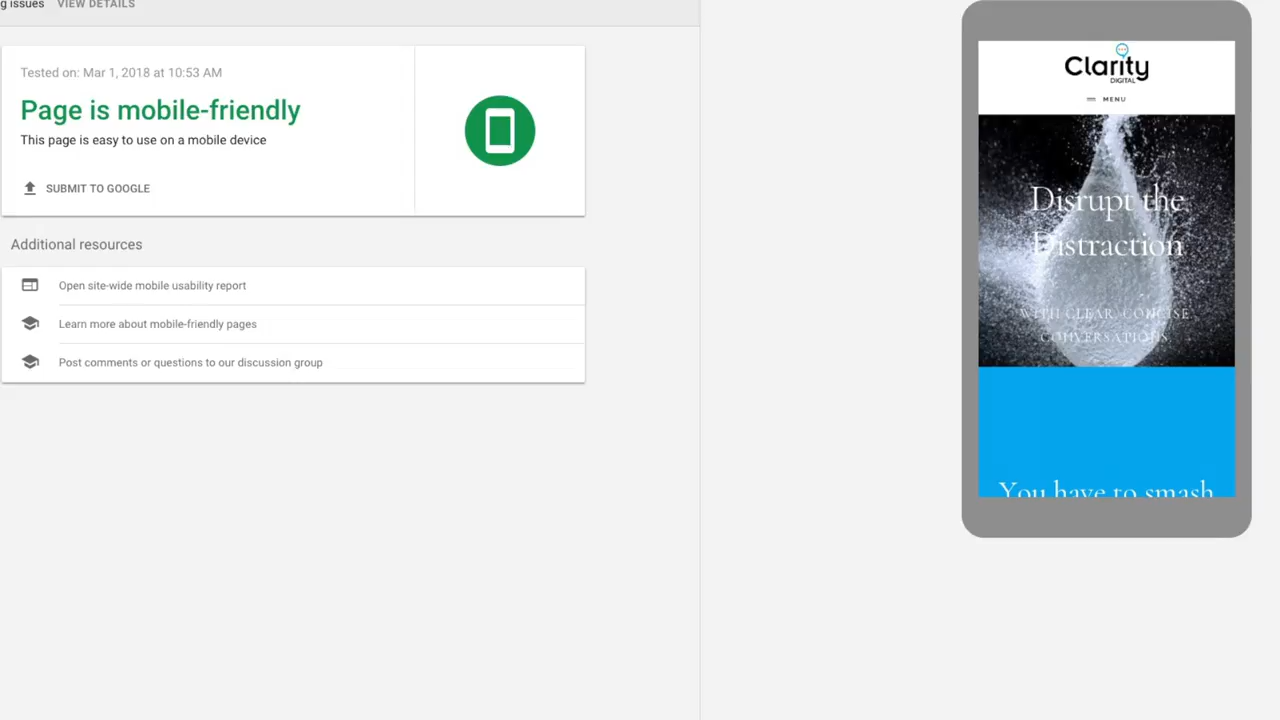 g issues VIEW DETAILS
Tested on: Mar 1, 2018 at 10:53 AM
Page is mobile-friendly
This page is easy to use on a mobile device
SUBMIT TO GOOGLE
Additional resources
Open site-wide mobile usability report
Learn more about mobile-friendly pages
Post comments or questions to our discussion group
Clarity
DIGITAL
MENU
Disrupt the
Distraction
WITH CLEAR, CONCISE
CONVERSATIONS.
You have to smash